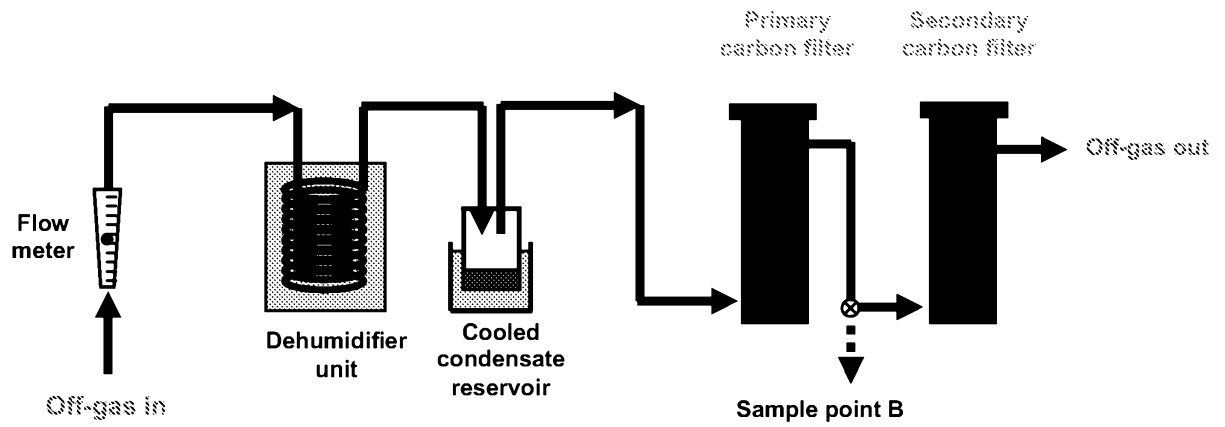 Primary
carbon filter
Secondary
carbon filter
Off-gas out
Flow
meter
Dehumidifier
unit
Cooled
condensate
reservoir
Off-gas in
Sample point B